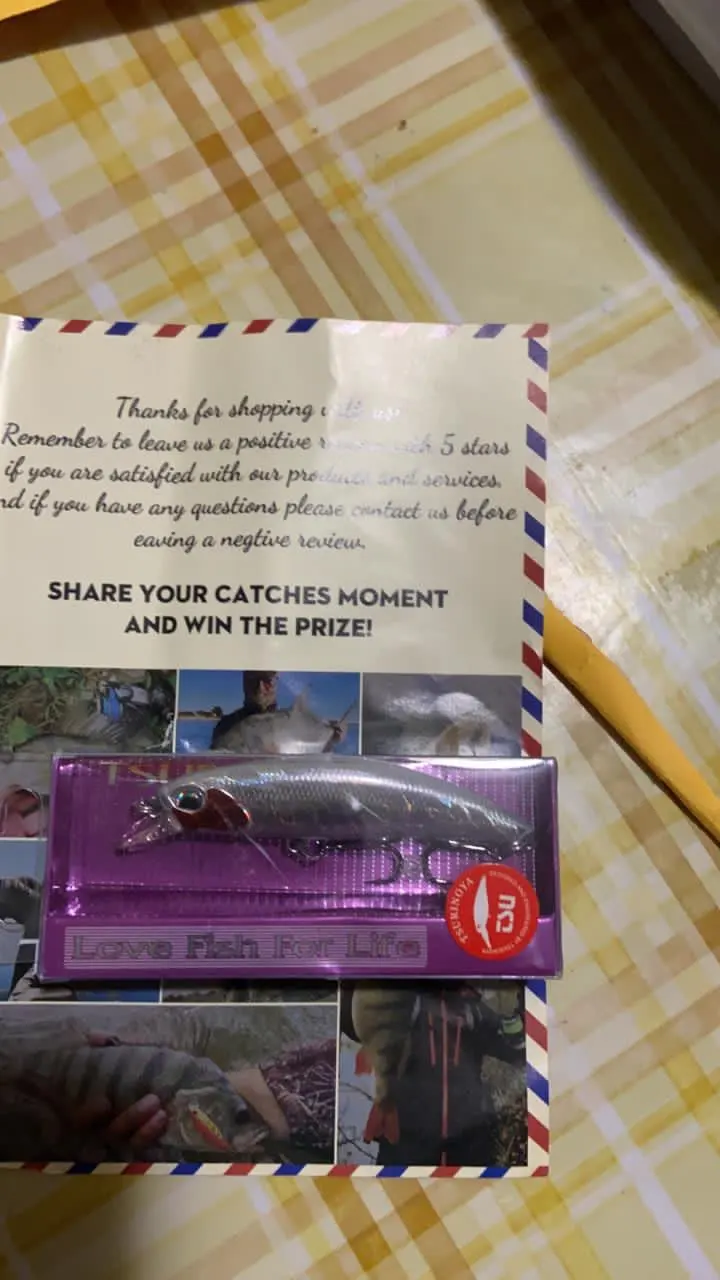 Thanks for shopping
Remember to leave us a positive with 5 stars
if you are satisfied with our products and services.
nd if you have any questions please contact us before
eaving a negtive review.
SHARE YOUR CATCHES MOMENT
AND WIN THE PRIZE!
Love Fish For Life
TSURINOYA